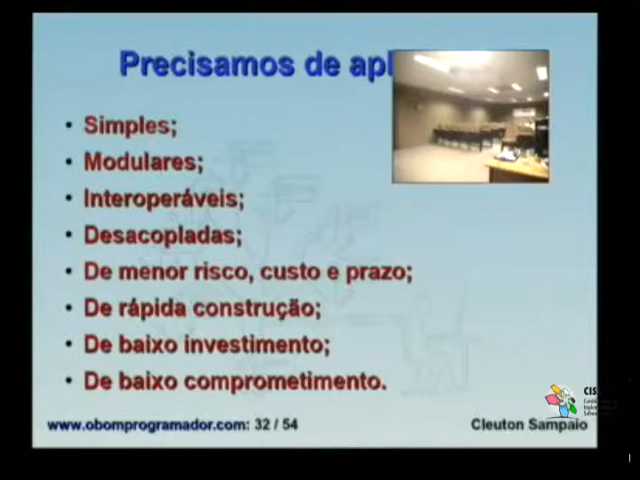 Precisamos de apl
• Simples;
• Modulares;
• Interoperáveis;
• Desacopladas;
• De menor risco, custo e prazo;
• De rápida construção;
• De baixo investimento;
• De baixo comprometimento.
CIS
www.obomprogramador.com: 32 / 54
Cleuton Sampaio